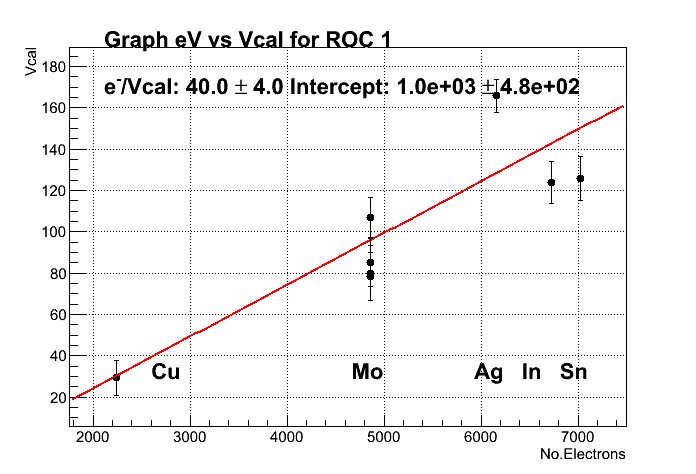 Graph eV vs Vcal for ROC 1
Vcal
e⁻/Vcal: 40.0 ± 4.0 Intercept: 1.0e+03 ± 4.8e+02
180
160
140
120
100
80
60
40
20
Cu Mo Ag In Sn
2000 3000 4000 5000 6000 7000
No.Electrons